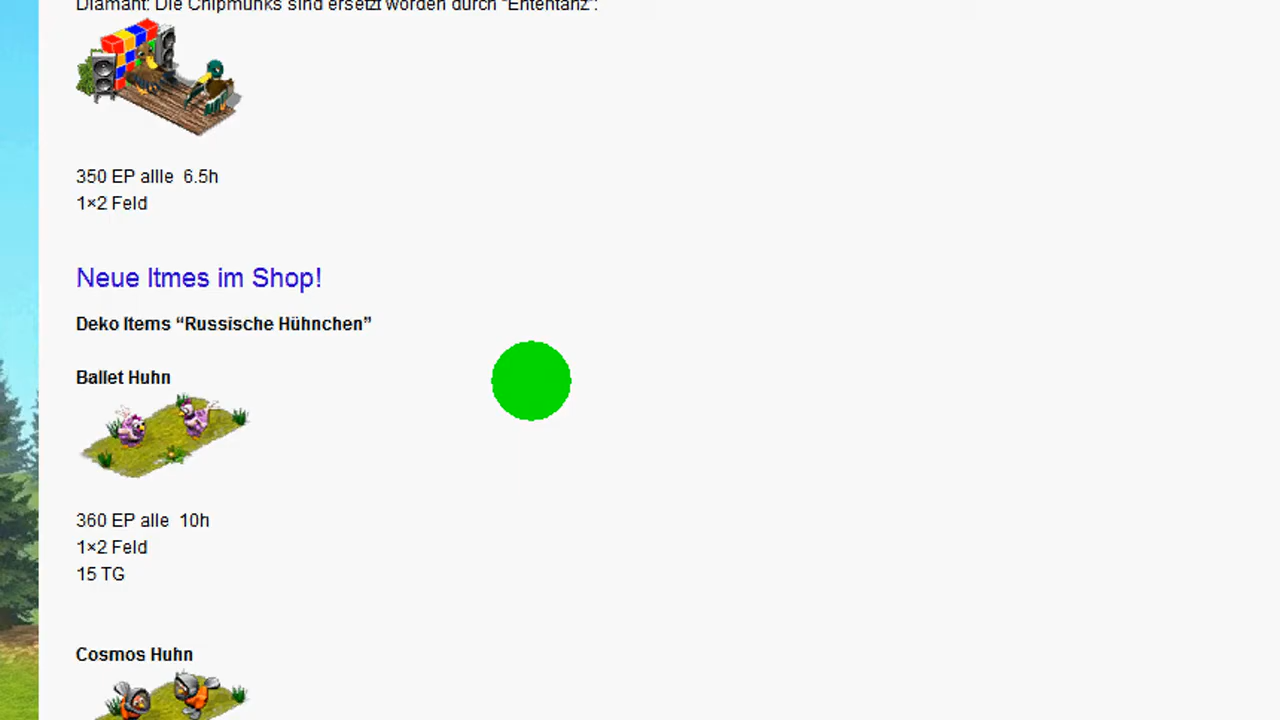 Diamant: Die Chipmunks sind ersetzt worden durch “Ententanz”:
350 EP allle 6.5h
1×2 Feld
Neue Itmes im Shop!
Deko Items “Russische Hühnchen”
Ballet Huhn
360 EP alle 10h
1×2 Feld
15 TG
Cosmos Huhn